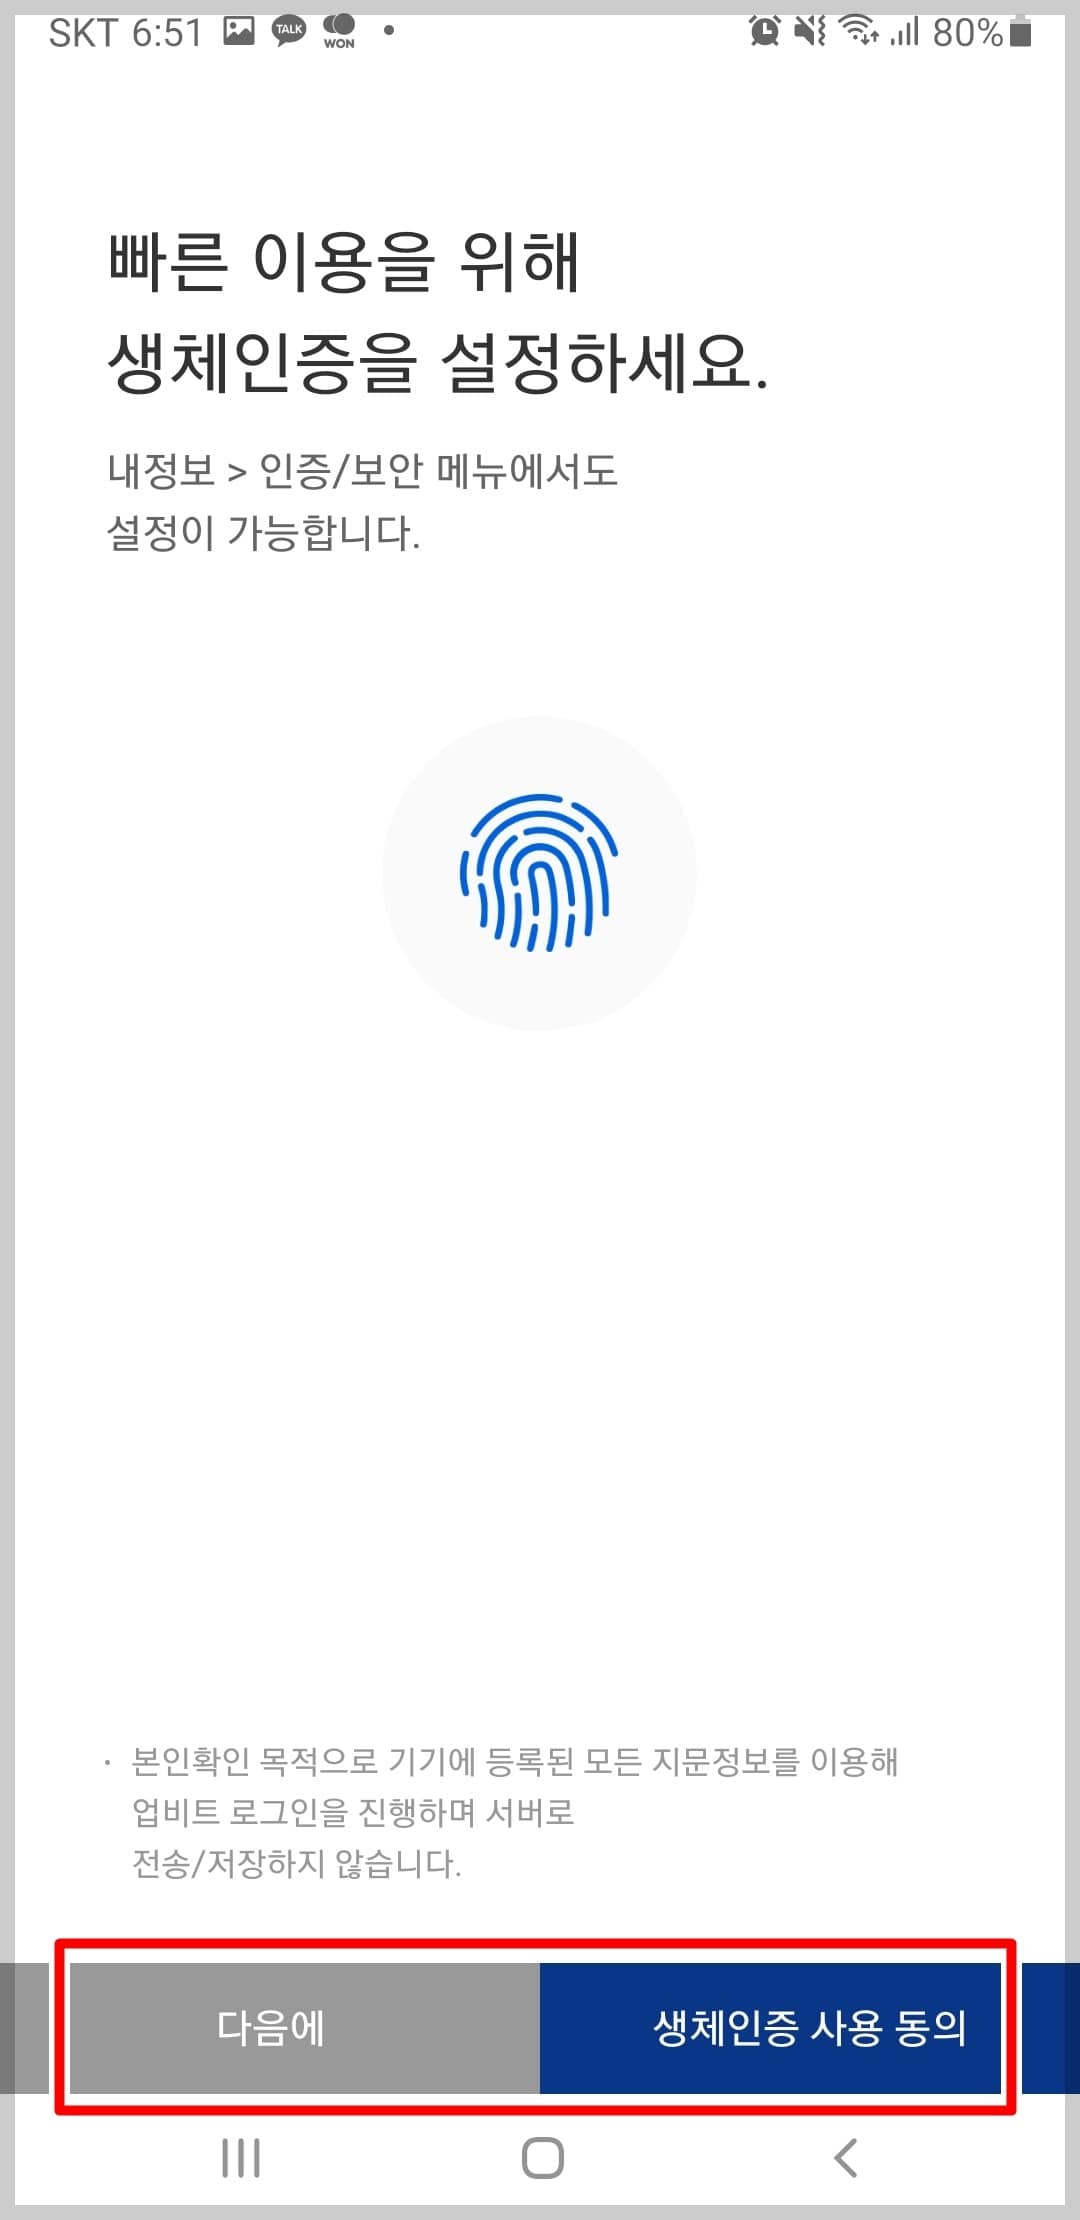 SKT 6:51 TALK WON 80%
빠른 이용을 위해
생체인증을 설정하세요.
내정보 > 인증/보안 메뉴에서도
설정이 가능합니다.
· 본인확인 목적으로 기기에 등록된 모든 지문정보를 이용해
업비트 로그인을 진행하며 서버로
전송/저장하지 않습니다.
다음에 생체인증 사용 동의